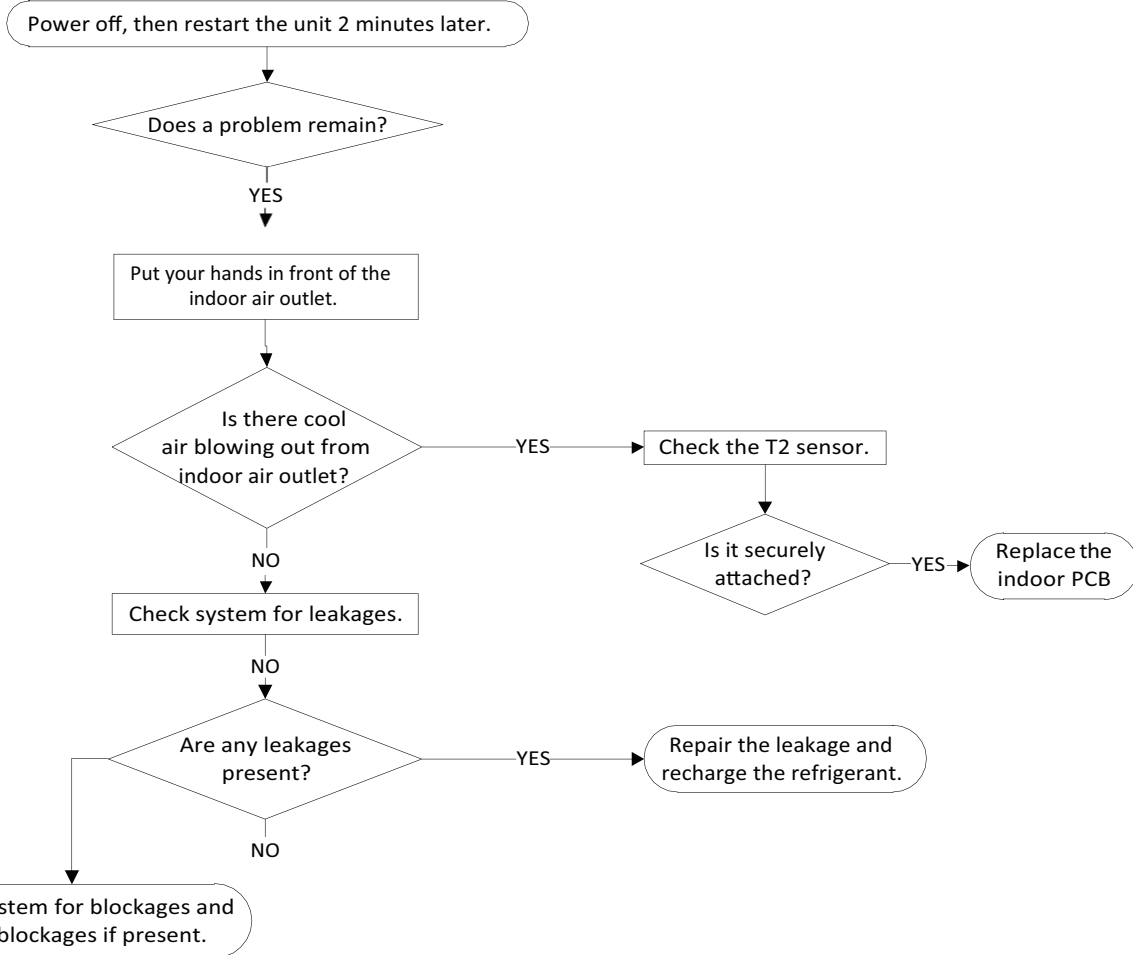 Power off, then restart the unit 2 minutes later.
Does a problem remain?
YES
Put your hands in front of the
indoor air outlet.
Is there cool
air blowing out from
indoor air outlet?
YES
Check the T2 sensor.
Is it securely
attached?
YES
Replace the
indoor PCB
NO
Check system for leakages.
NO
Are any leakages
present?
YES
Repair the leakage and
recharge the refrigerant.
NO
for blockages and
blockages if present.